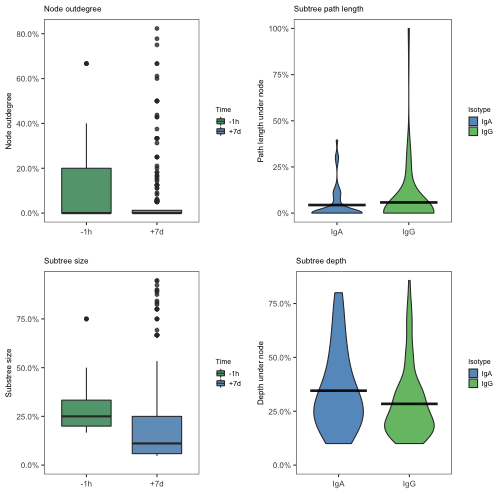 Node outdegree
Node outdegree
80.0%
60.0%
40.0%
20.0%
0.0%
-1h
+7d
Time
-1h
+7d
Subtree path length
Path length under node
100%
75%
50%
25%
0%
IgA
IgG
Isotype
IgA
IgG
Subtree size
Substree size
75.0%
50.0%
25.0%
0.0%
-1h
+7d
Time
-1h
+7d
Subtree depth
Depth under node
75.0%
50.0%
25.0%
0.0%
IgA
IgG
Isotype
IgA
IgG